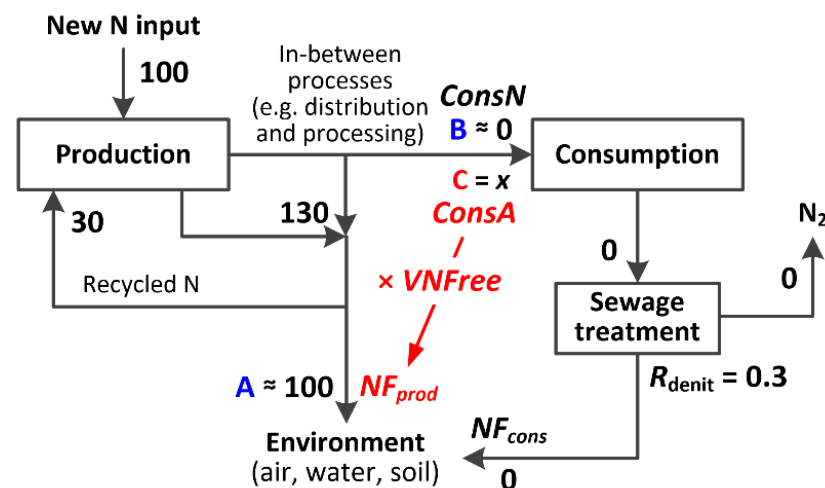 New N input
100
In-between
processes
(e.g. distribution
and processing)
ConsN
B ≈ 0
Production
Consumption
C = x
ConsA
30
130
N₂
0
0
Recycled N
× VNFree
Sewage
treatment
A ≈ 100
NFprod
Rdenit = 0.3
Environment
(air, water, soil)
NFcons
0